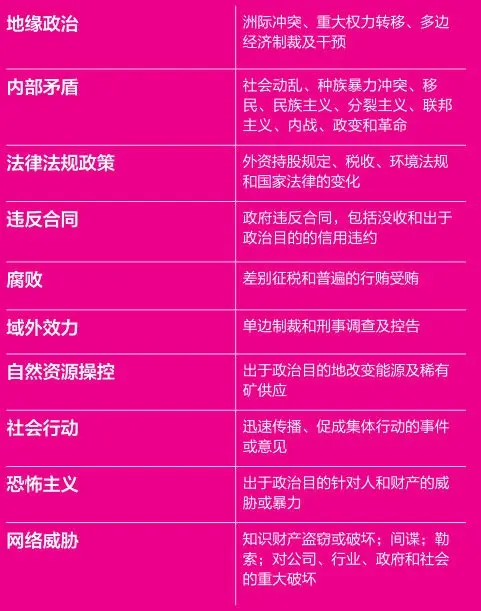 地缘政治
洲际冲突、重大权力转移、多边
经济制裁及干预
内部矛盾
社会动乱、种族暴力冲突、移
民、民族主义、分裂主义、联邦
主义、内战、政变和革命
法律法规政策
外资持股规定、税收、环境法规
和国家法律的变化
违反合同
政府违反合同，包括没收和出于
政治目的的信用违约
腐败
差别征税和普遍的行贿受贿
域外效力
单边制裁和刑事调查及控告
自然资源操控
出于政治目的地改变能源及稀有
矿供应
社会行动
迅速传播、促成集体行动的事件
或意见
恐怖主义
出于政治目的针对人和财产的威
胁或暴力
网络威胁
知识财产盗窃或破坏；间谍；勒
索；对公司、行业、政府和社会
的重大破坏